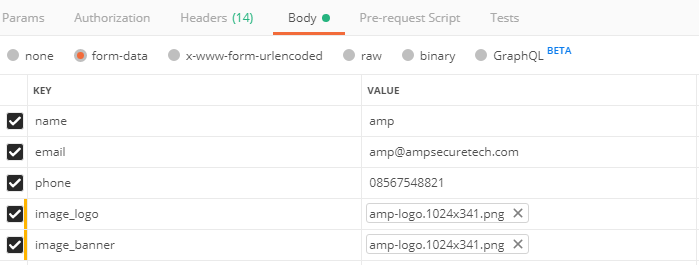 Params Authorization Headers (14) Body Pre-request Script Tests
none form-data x-www-form-urlencoded raw binary GraphQL BETA
KEY VALUE
name amp
email amp@ampsecuretech.com
phone 08567548821
image_logo amp-logo.1024x341.png ×
image_banner amp-logo.1024x341.png ×